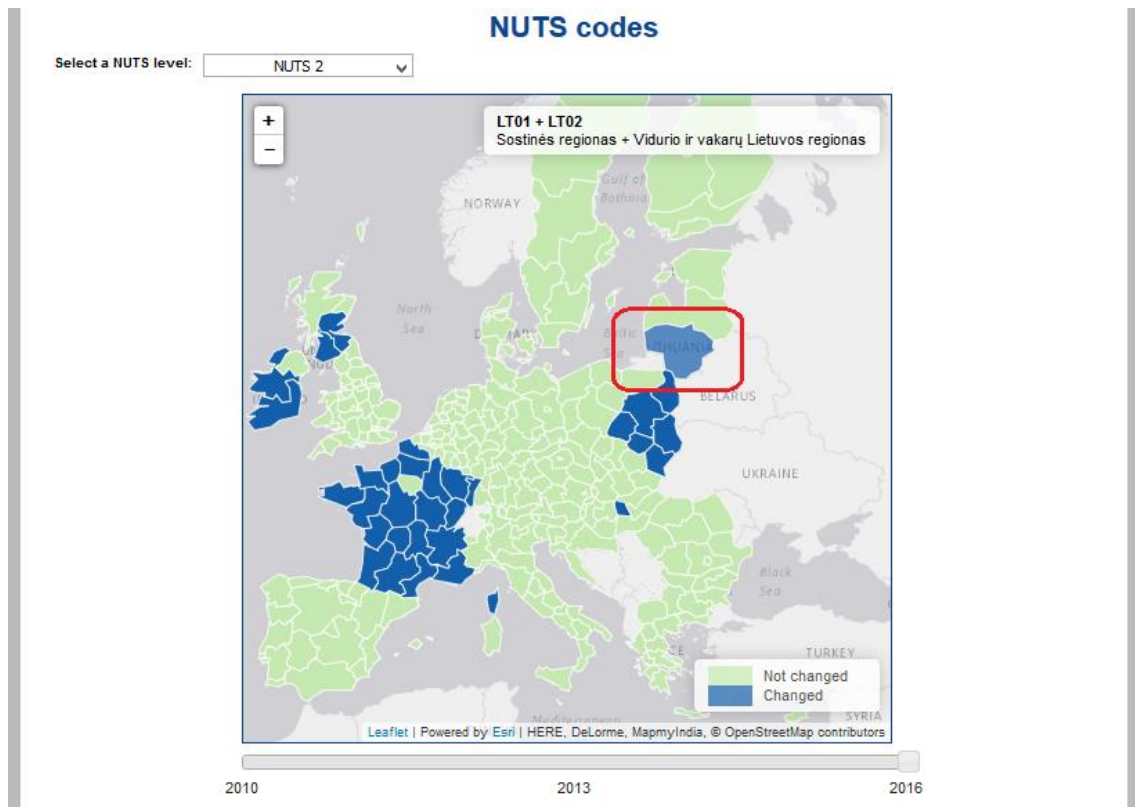 NUTS codes
Select a NUTS level:
NUTS 2
+
−
LT01 + LT02
Sostinės regionas + Vidurio ir vakarų Lietuvos regionas
Gulf of
Bothnia
NORWAY
North
Sea
Baltic
LITHUANIA
BELARUS
UKRAINE
Black
Sea
TURKEY
SYRIA
Mediterranean
Not changed
Changed
Leaflet | Powered by Esri | HERE, DeLorme, MapmyIndia, © OpenStreetMap contributors
2010
2013
2016